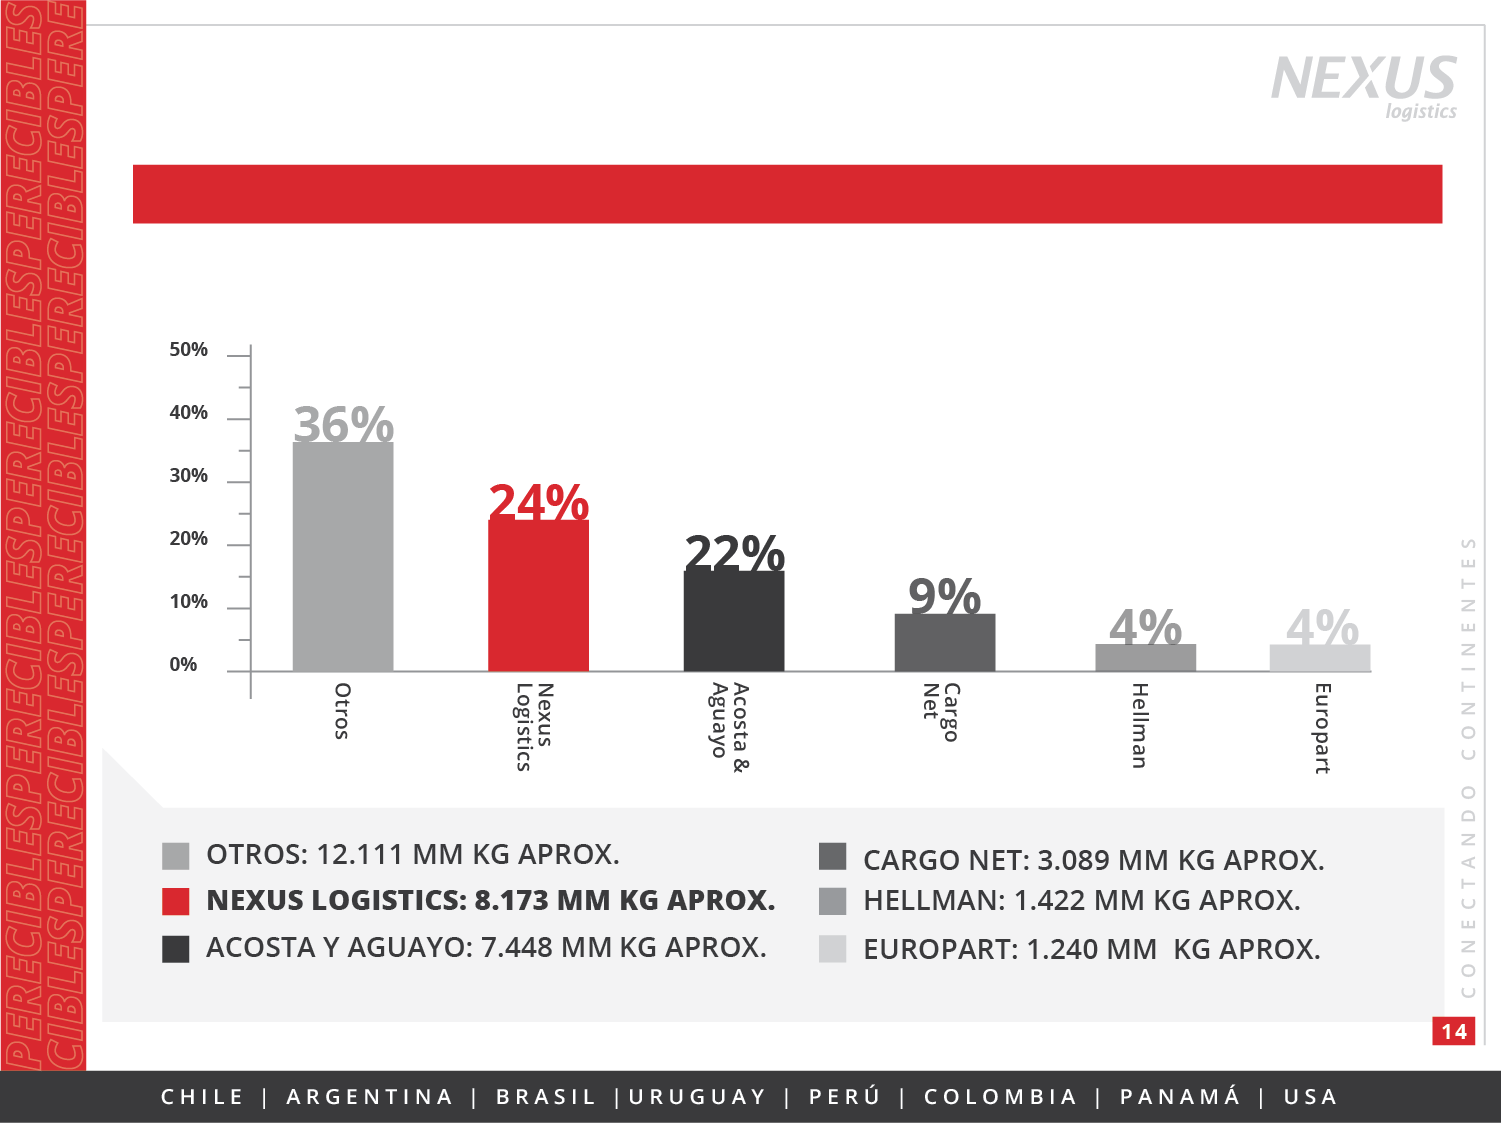 PERECIBLESPERECIBLESPERECIBLESPERECIBLES
CIBLESPERECIBLESPERECIBLESPERECIBLESPERE
NEXUS
logistics
50%
40%
30%
20%
10%
0%
36%
24%
22%
9%
4%
4%
Otros
Nexus
Logistics
Acosta &
Aguayo
Cargo
Net
Hellman
Europart
OTROS: 12.111 MM KG APROX.
NEXUS LOGISTICS: 8.173 MM KG APROX.
ACOSTA Y AGUAYO: 7.448 MM KG APROX.
CARGO NET: 3.089 MM KG APROX.
HELLMAN: 1.422 MM KG APROX.
EUROPART: 1.240 MM  KG APROX.
CONECTANDO CONTINENTES
14
CHILE | ARGENTINA | BRASIL |URUGUAY | PERÚ | COLOMBIA | PANAMÁ | USA